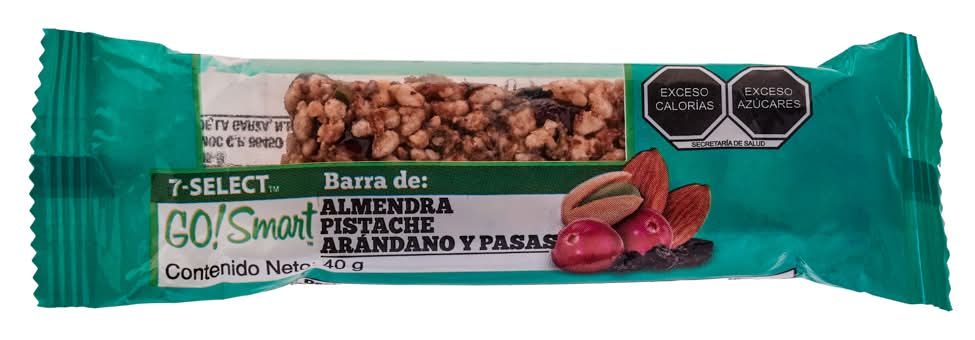 EXCESO
CALORÍAS
EXCESO
AZÚCARES
SECRETARÍA DE SALUD
7-SELECT™
GO! Smart™
Barra de:
ALMENDRA
PISTACHE
ARÁNDANO Y PASAS
Contenido Neto: 40 g